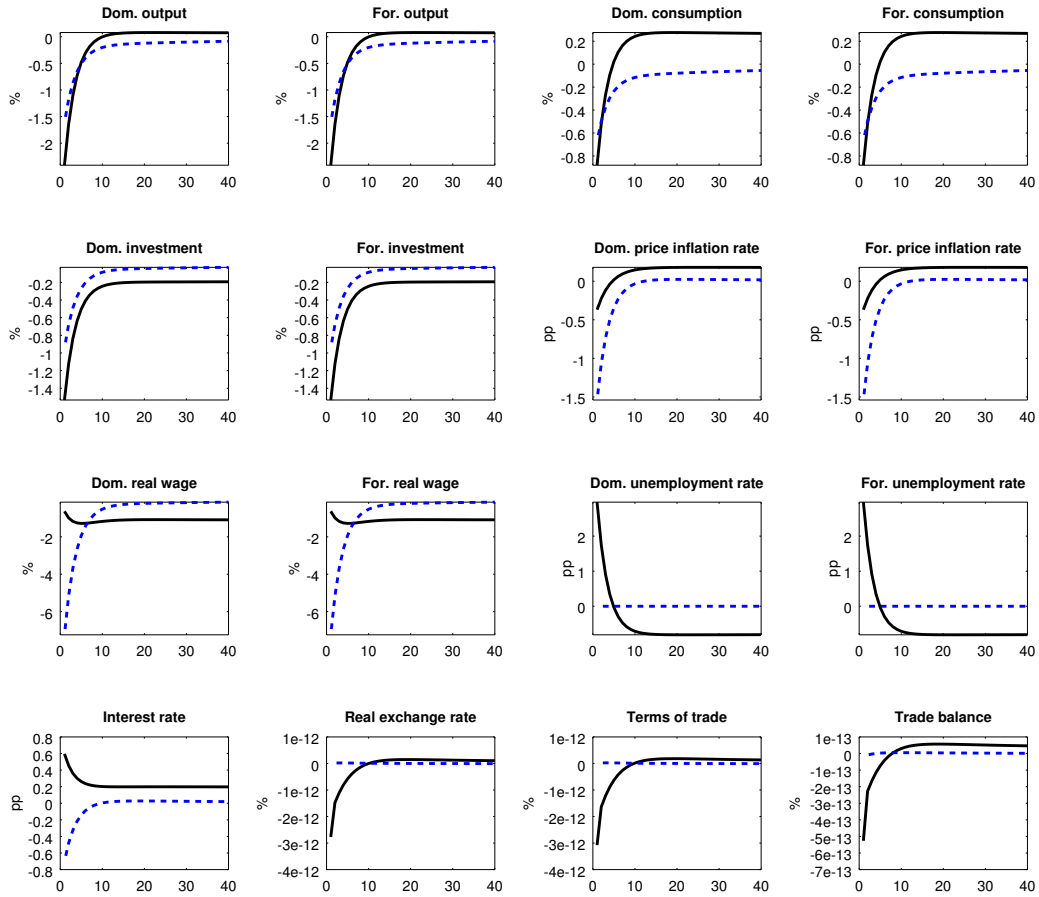 Dom. output
0
-0.5
-1
-1.5
-2
%
0 10 20 30 40
For. output
0
-0.5
-1
-1.5
-2
%
0 10 20 30 40
Dom. consumption
0.2
0
-0.2
-0.4
-0.6
-0.8
%
0 10 20 30 40
For. consumption
0.2
0
-0.2
-0.4
-0.6
-0.8
%
0 10 20 30 40
Dom. investment
-0.2
-0.4
-0.6
-0.8
-1
-1.2
-1.4
%
0 10 20 30 40
For. investment
-0.2
-0.4
-0.6
-0.8
-1
-1.2
-1.4
%
0 10 20 30 40
Dom. price inflation rate
0
-0.5
-1
-1.5
pp
0 10 20 30 40
For. price inflation rate
0
-0.5
-1
-1.5
pp
0 10 20 30 40
Dom. real wage
-2
-4
-6
%
0 10 20 30 40
For. real wage
-2
-4
-6
%
0 10 20 30 40
Dom. unemployment rate
2
1
0
pp
0 10 20 30 40
For. unemployment rate
2
1
0
pp
0 10 20 30 40
Interest rate
0.8
0.6
0.4
0.2
0
-0.2
-0.4
-0.6
-0.8
pp
0 10 20 30 40
Real exchange rate
1e-12
0
-1e-12
-2e-12
-3e-12
-4e-12
%
0 10 20 30 40
Terms of trade
1e-12
0
-1e-12
-2e-12
-3e-12
-4e-12
%
0 10 20 30 40
Trade balance
1e-13
0
-1e-13
-2e-13
-3e-13
-4e-13
-5e-13
-6e-13
-7e-13
%
0 10 20 30 40